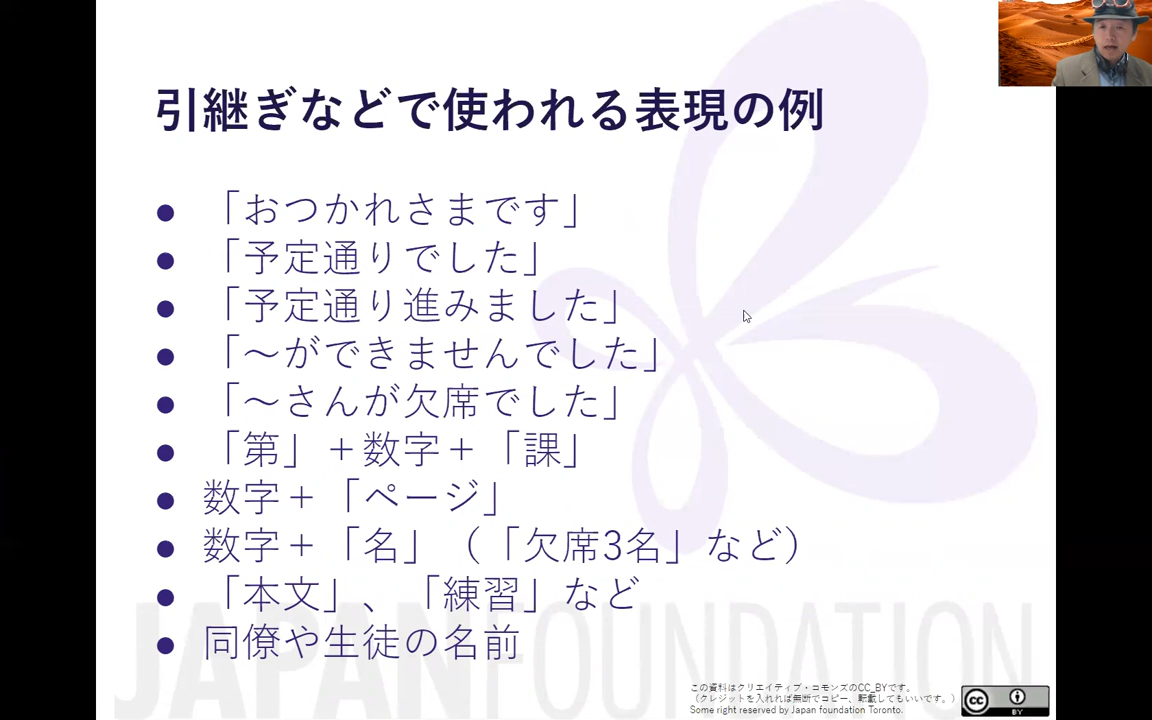 引継ぎなどで使われる表現の例
● 「おつかれさまです」
● 「予定通りでした」
● 「予定通り進みました」
● 「～ができませんでした」
● 「～さんが欠席でした」
● 「第」＋数字＋「課」
● 数字＋「ページ」
● 数字＋「名」（「欠席3名」など）
● 「本文」、「練習」など
● 同僚や生徒の名前
JAPANFOUNDATION
この資料はクリエイティブ・コモンズのCC_BYです。
（クレジットを入れれば無断でコピー、転載してもいいです。）
Some right reserved by Japan foundation Toronto.
cc BY